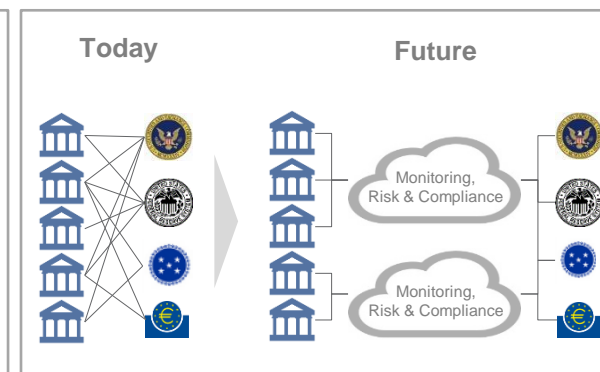 Today
Future
Monitoring,
Risk & Compliance
Monitoring,
Risk & Compliance
€
€